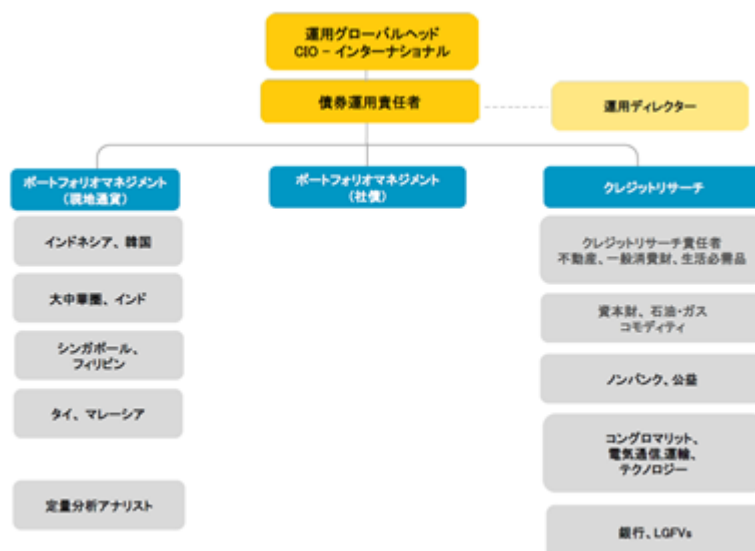 運用グローバルヘッド
CIO – インターナショナル
債券運用責任者
運用ディレクター
ポートフォリオマネジメント
(現地通貨)
ポートフォリオマネジメント
(社債)
クレジットリサーチ
インドネシア、韓国
大中華圏、インド
シンガポール、
フィリピン
タイ、マレーシア
定量分析アナリスト
クレジットリサーチ責任者
不動産、一般消費財、生活必需品
資本財、石油・ガス
コモディティ
ノンバンク、公益
コングロマリット、
電気通信,運輸、
テクノロジー
銀行、LGFVs